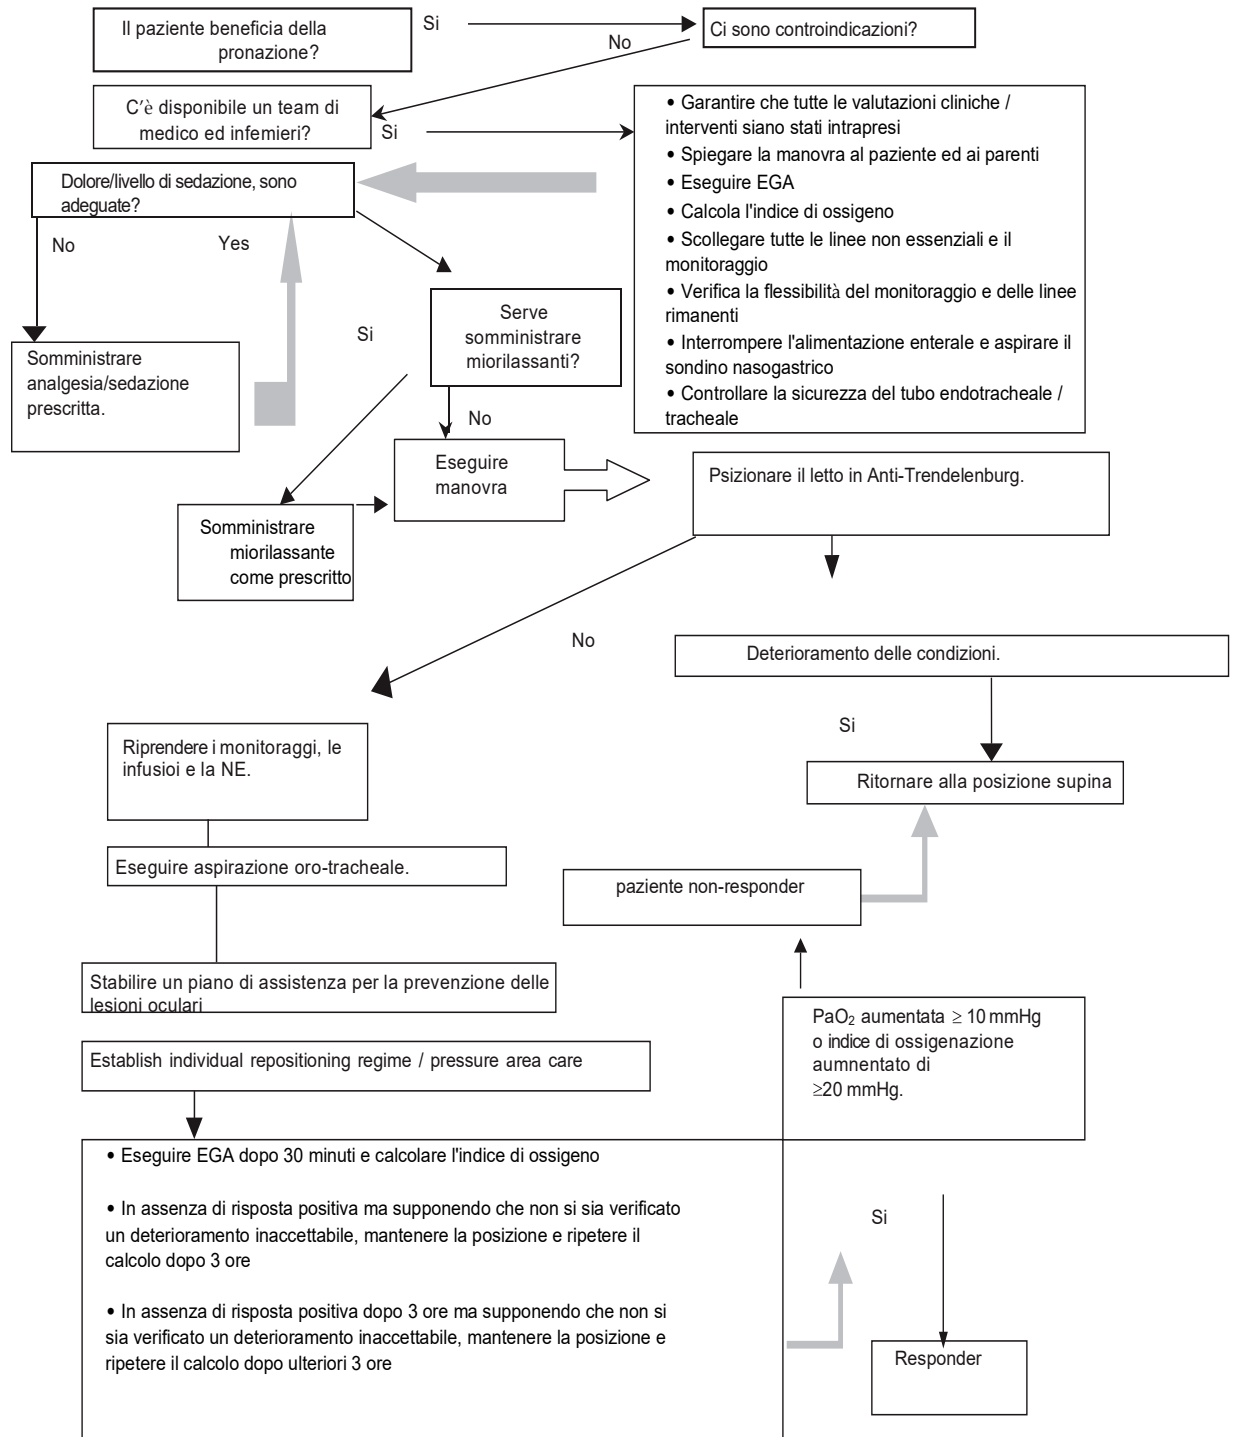 Il paziente beneficia della
pronazione?
Si
Ci sono controindicazioni?
No
C'è disponibile un team di
medico ed infemieri?
Si
• Garantire che tutte le valutazioni cliniche /
interventi siano stati intrapresi
• Spiegare la manovra al paziente ed ai parenti
• Eseguire EGA
• Calcola l'indice di ossigeno
• Scollegare tutte le linee non essenziali e il
monitoraggio
• Verifica la flessibilità del monitoraggio e delle linee
rimanenti
• Interrompere l'alimentazione enterale e aspirare il
sondino nasogastrico
• Controllare la sicurezza del tubo endotracheale /
tracheale
Dolore/livello di sedazione, sono
adeguate?
No
Yes
Somministrare
analgesia/sedazione
prescritta.
Si
Serve
somministrare
miorilassanti?
No
Eseguire
manovra
Somministrare
miorilassante
come prescritto
Psizionare il letto in Anti-Trendelenburg.
No
Deterioramento delle condizioni.
Si
Ritornare alla posizione supina
Riprendere i monitoraggi, le
infusioi e la NE.
Eseguire aspirazione oro-tracheale.
paziente non-responder
Stabilire un piano di assistenza per la prevenzione delle
lesioni oculari
PaO₂ aumentata ≥ 10 mmHg
o indice di ossigenazione
aumnentato di
≥20 mmHg.
Establish individual repositioning regime / pressure area care
• Eseguire EGA dopo 30 minuti e calcolare l'indice di ossigeno
• In assenza di risposta positiva ma supponendo che non si sia verificato
un deterioramento inaccettabile, mantenere la posizione e ripetere il
calcolo dopo 3 ore
• In assenza di risposta positiva dopo 3 ore ma supponendo che non si
sia verificato un deterioramento inaccettabile, mantenere la posizione e
ripetere il calcolo dopo ulteriori 3 ore
Si
Responder